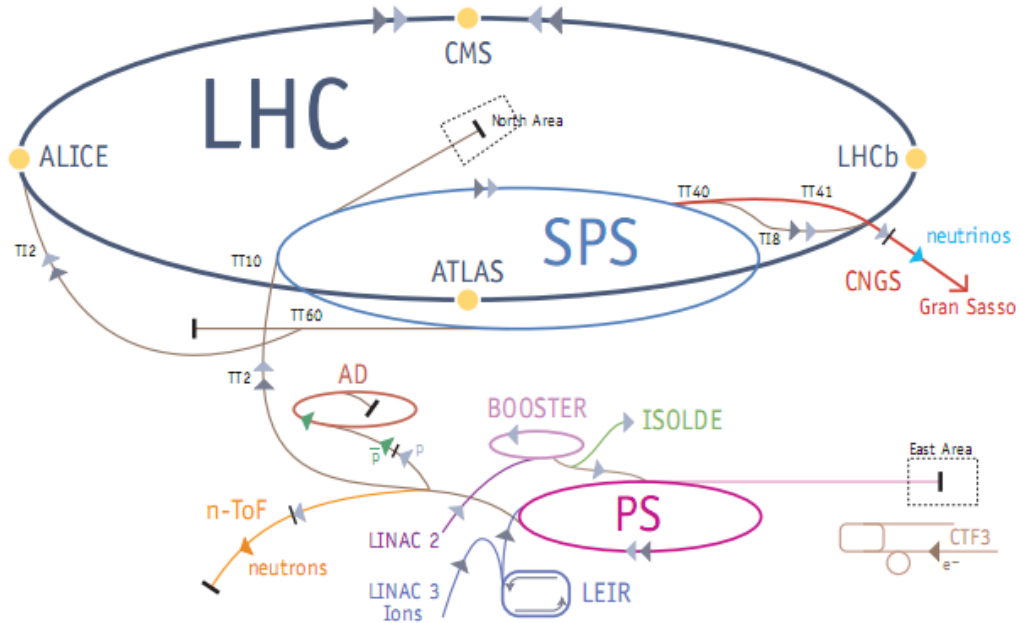 CMS
LHC
North Area
ALICE
LHCb
TT40
TT41
TI2
SPS
TI8
neutrinos
TT10
ATLAS
CNGS
Gran Sasso
TT60
TT2
AD
BOOSTER
ISOLDE
p̅
p
East Area
n-ToF
PS
LINAC 2
CTF3
neutrons
e⁻
LINAC 3
Ions
LEIR